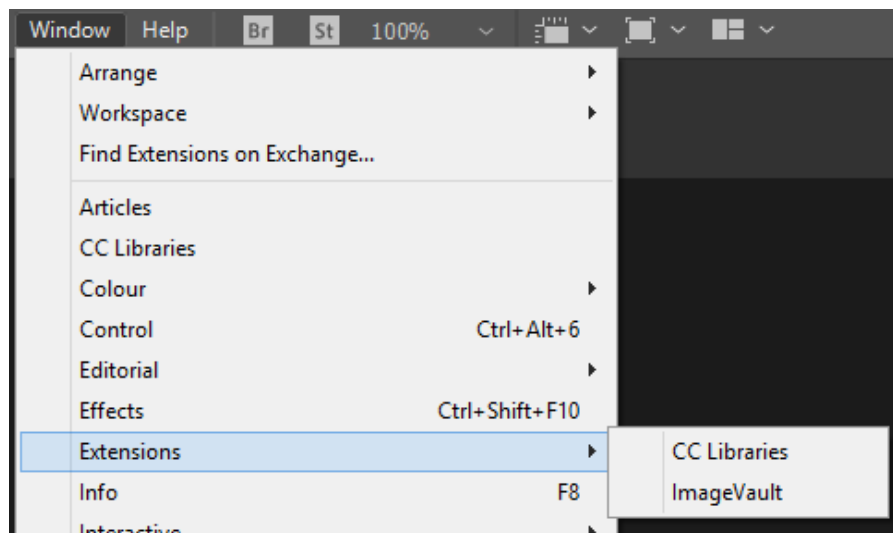 Window Help Br St 100%
Arrange
Workspace
Find Extensions on Exchange...
Articles
CC Libraries
Colour
Control Ctrl+Alt+6
Editorial
Effects Ctrl+Shift+F10
Extensions
CC Libraries
Info F8
ImageVault
Interactive